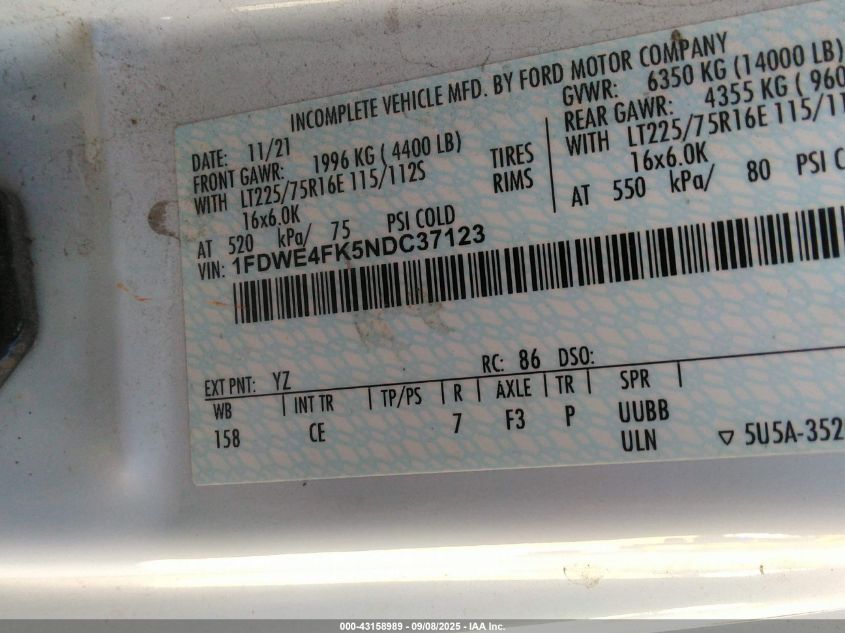 INCOMPLETE VEHICLE MFD. BY FORD MOTOR COMPANY
DATE: 11/21
GVWR: 6350 KG (14000 LB)
FRONT GAWR: 1996 KG (4400 LB)
REAR GAWR: 4355 KG ( 960
WITH LT225/75R16E 115/112S
TIRES
WITH LT225/75R16E 115/11
16x6.0K
RIMS
16x6.0K
AT 520 kPa/ 75 PSI COLD
AT 550 kPa/ 80 PSI C
VIN: 1FDWE4FK5NDC37123
EXT PNT: YZ
RC: 86 DSO:
WB | INT TR | TP/PS | R | AXLE | TR | SPR |
158 CE 7 F3 P UUBB
ULN
▽ 5U5A-352
000-43158989 - 09/08/2025 - IAA Inc.